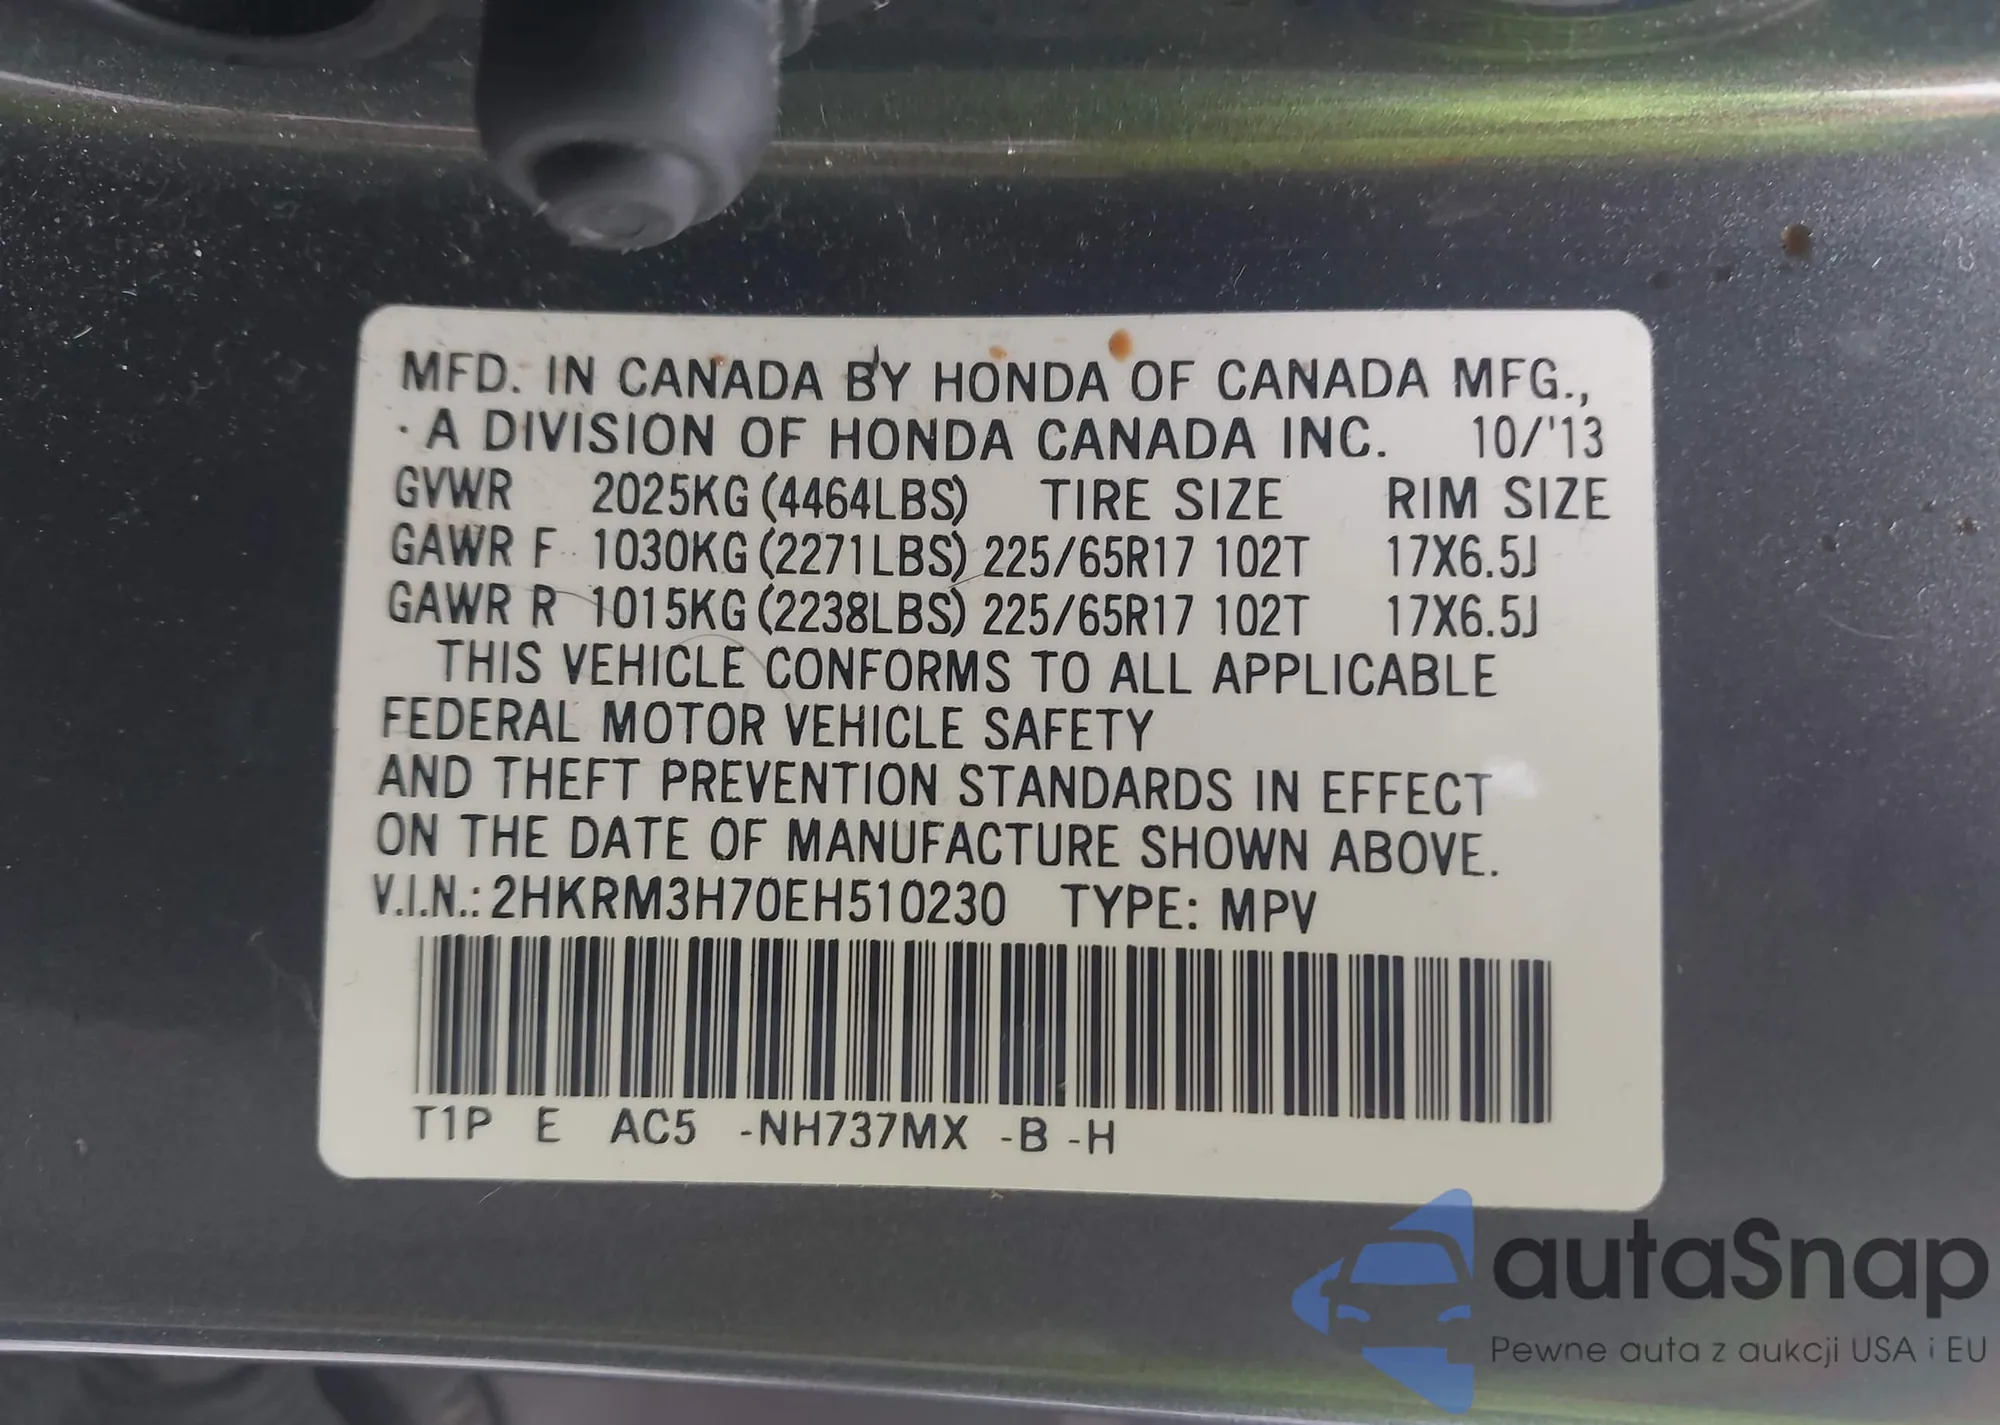 MFD. IN CANADA BY HONDA OF CANADA MFG.,
A DIVISION OF HONDA CANADA INC. 10/'13
GVWR 2025KG (4464LBS) TIRE SIZE RIM SIZE
GAWR F 1030KG (2271LBS) 225/65R17 102T 17X6.5J
GAWR R 1015KG (2238LBS) 225/65R17 102T 17X6.5J
THIS VEHICLE CONFORMS TO ALL APPLICABLE
FEDERAL MOTOR VEHICLE SAFETY
AND THEFT PREVENTION STANDARDS IN EFFECT
ON THE DATE OF MANUFACTURE SHOWN ABOVE.
V.I.N.: 2HKRM3H70EH510230 TYPE: MPV
T1P E AC5 -NH737MX -B -H
autaSnap
Pewne auta z aukcji USA i EU